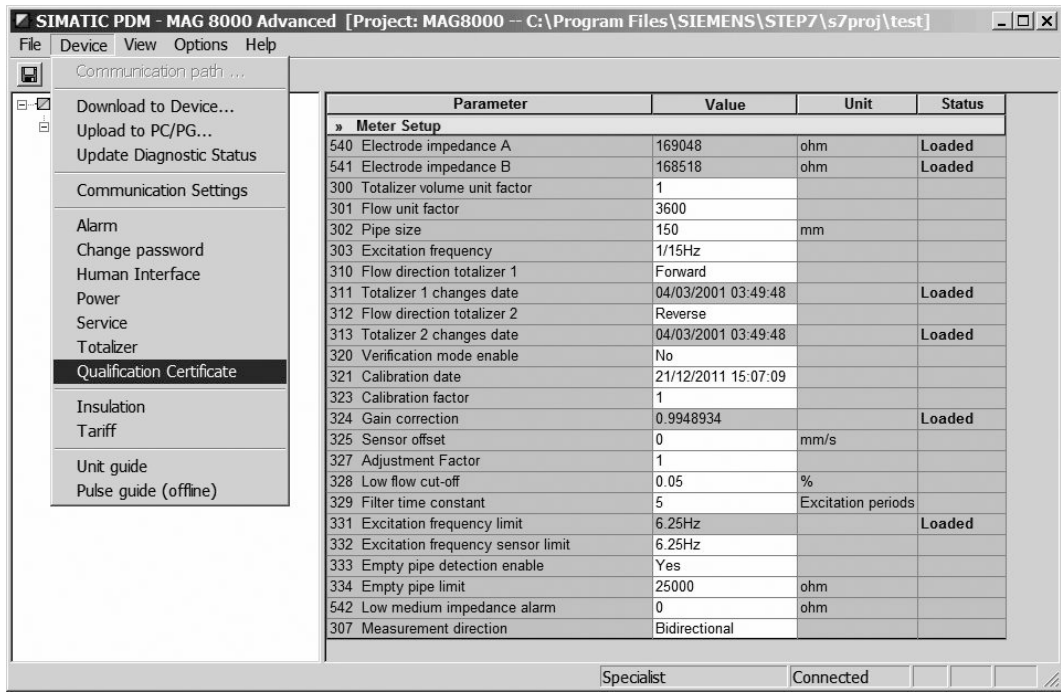 SIMATIC PDM - MAG 8000 Advanced [Project: MAG8000 -- C:\Program Files\SIEMENS\STEP7\s7proj\test]
File Device View Options Help
Communication path ...
Download to Device...
Upload to PC/PG...
Update Diagnostic Status
Communication Settings
Alarm
Change password
Human Interface
Power
Service
Totalizer
Qualification Certificate
Insulation
Tariff
Unit guide
Pulse guide (offline)
Parameter Value Unit Status
» Meter Setup
540 Electrode impedance A 169048 ohm Loaded
541 Electrode impedance B 168518 ohm Loaded
300 Totalizer volume unit factor 1
301 Flow unit factor 3600
302 Pipe size 150 mm
303 Excitation frequency 1/15Hz
310 Flow direction totalizer 1 Forward
311 Totalizer 1 changes date 04/03/2001 03:49:48 Loaded
312 Flow direction totalizer 2 Reverse
313 Totalizer 2 changes date 04/03/2001 03:49:48 Loaded
320 Verification mode enable No
321 Calibration date 21/12/2011 15:07:09
323 Calibration factor 1
324 Gain correction 0.9948934 Loaded
325 Sensor offset 0 mm/s
327 Adjustment Factor 1
328 Low flow cut-off 0.05 %
329 Filter time constant 5 Excitation periods
331 Excitation frequency limit 6.25Hz Loaded
332 Excitation frequency sensor limit 6.25Hz
333 Empty pipe detection enable Yes
334 Empty pipe limit 25000 ohm
542 Low medium impedance alarm 0 ohm
307 Measurement direction Bidirectional
Specialist Connected